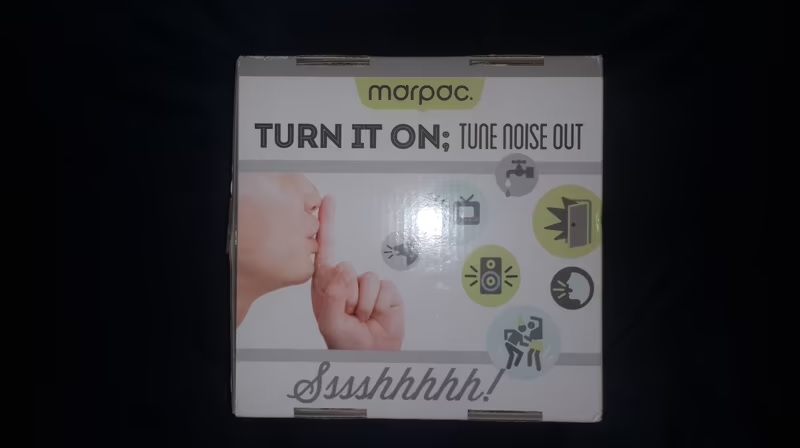 marpac.
TURN IT ON; TUNE NOISE OUT
Sssshhhhh!